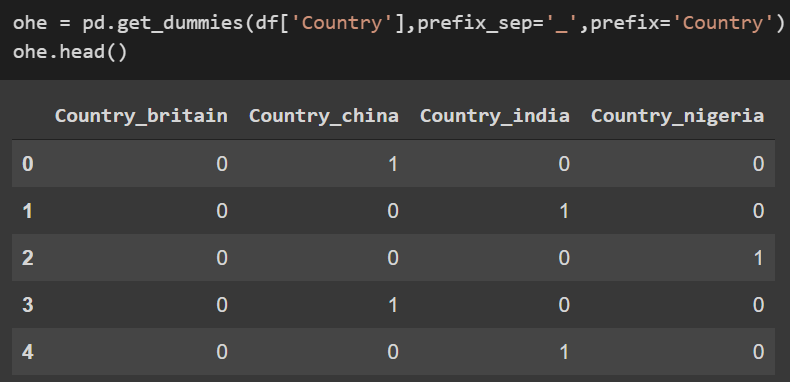 ohe = pd.get_dummies(df['Country'],prefix_sep='_',prefix='Country')
ohe.head()
Country_britain Country_china Country_india Country_nigeria
0 0 1 0 0
1 0 0 1 0
2 0 0 0 1
3 0 1 0 0
4 0 0 1 0